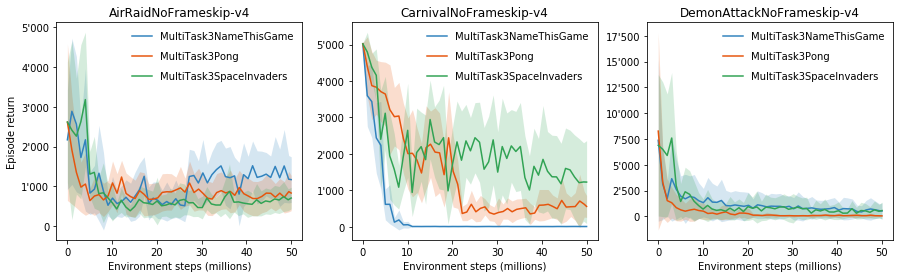 AirRaidNoFrameskip-v4
5'000
4'000
3'000
2'000
1'000
0
Episode return
MultiTask3NameThisGame
MultiTask3Pong
MultiTask3SpaceInvaders
0 10 20 30 40 50
Environment steps (millions)
CarnivalNoFrameskip-v4
5'000
4'000
3'000
2'000
1'000
0
MultiTask3NameThisGame
MultiTask3Pong
MultiTask3SpaceInvaders
0 10 20 30 40 50
Environment steps (millions)
DemonAttackNoFrameskip-v4
17'500
15'000
12'500
10'000
7'500
5'000
2'500
0
MultiTask3NameThisGame
MultiTask3Pong
MultiTask3SpaceInvaders
0 10 20 30 40 50
Environment steps (millions)